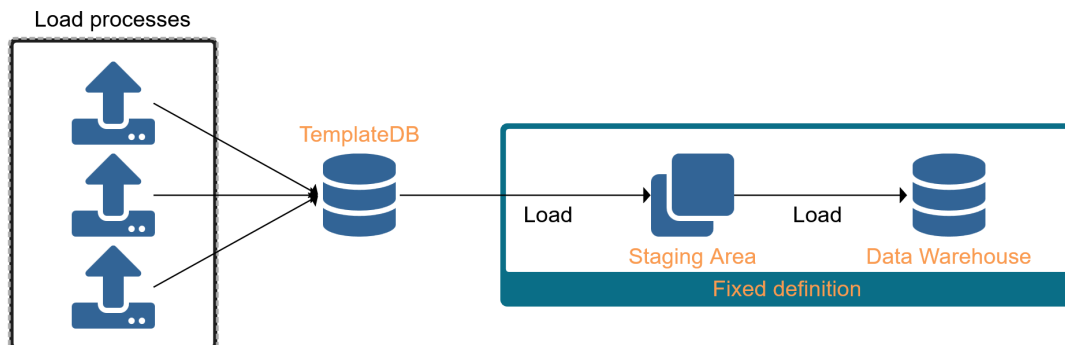 Load processes
TemplateDB
Load
Load
Staging Area
Data Warehouse
Fixed definition